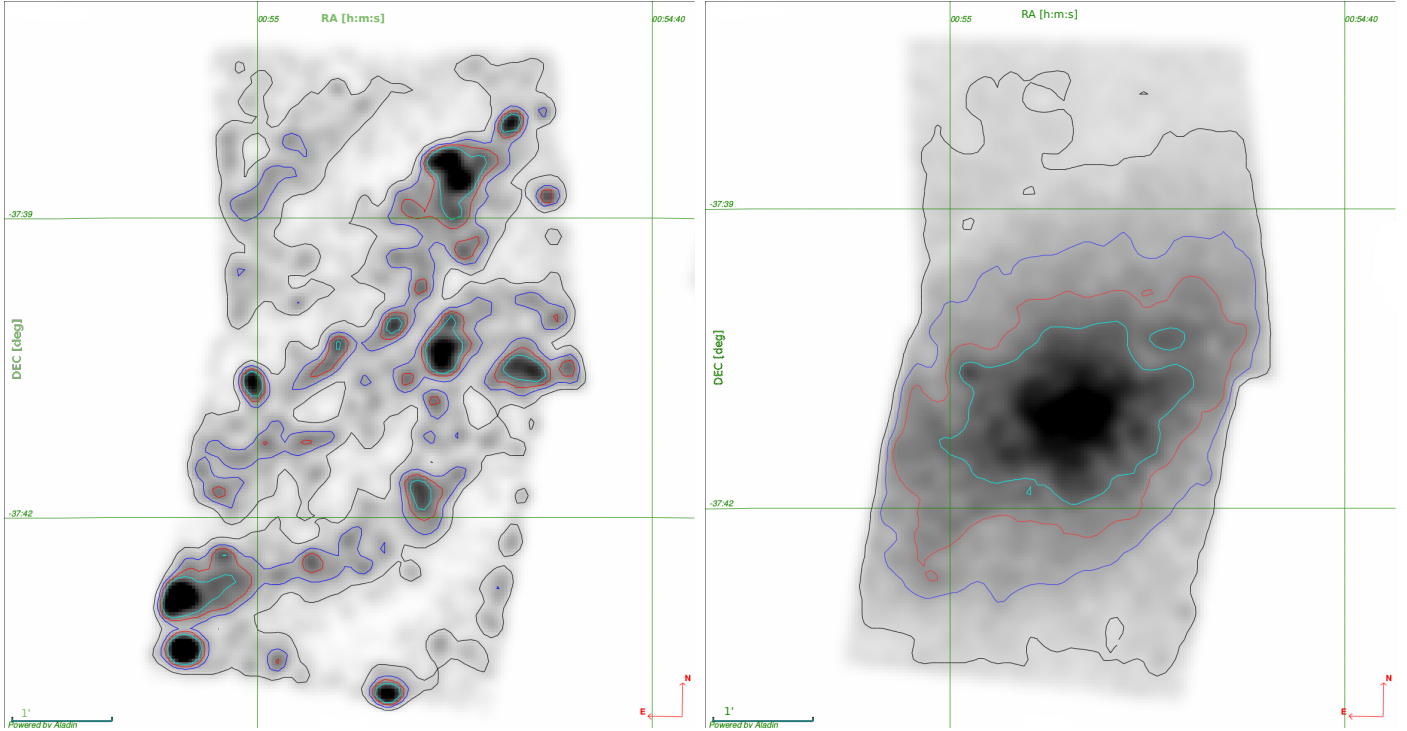 00:55
RA [h:m:s]
00:54:40
-37:39
DEC [deg]
-37:42
1'
Powered by Aladin
N
E
00:55
RA [h:m:s]
00:54:40
-37:39
DEC [deg]
-37:42
1'
Powered by Aladin
N
E